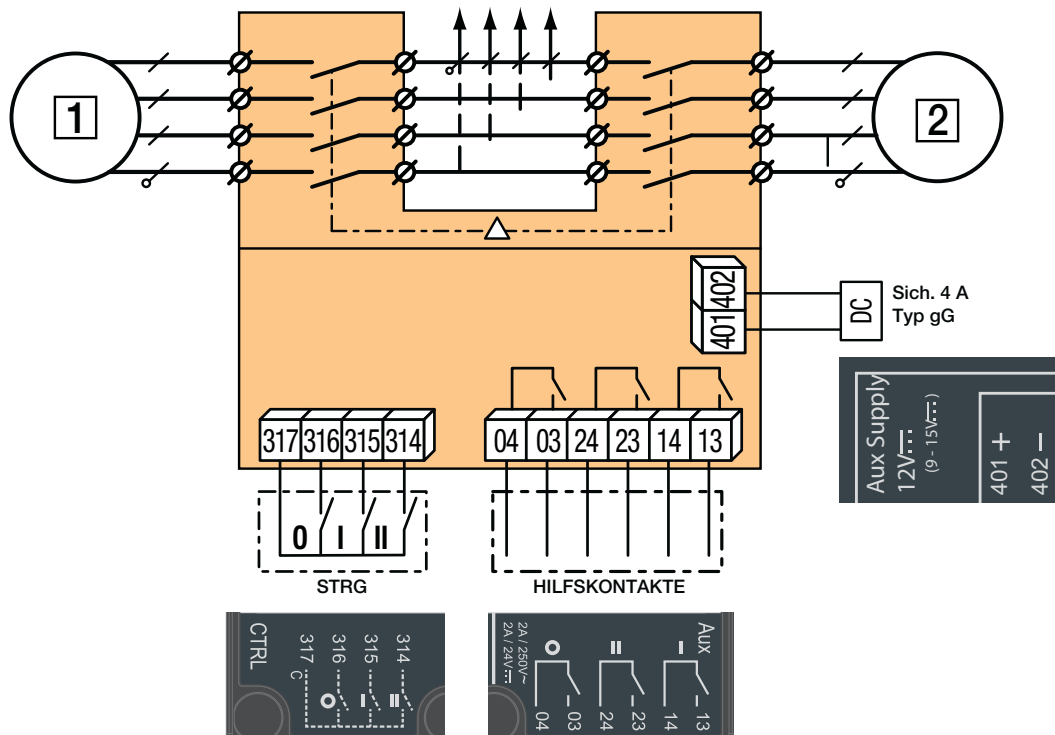 1
2
402
401
DC
Sich. 4 A
Typ gG
Aux Supply
12V⎓
(9 - 15V⎓)
401 +
402 −
317 316 315 314
04 03 24 23 14 13
0 I II
STRG
HILFSKONTAKTE
CTRL
317 316 315 314
C
O I II
2A / 250V~
2A / 24V⎓
Aux
O II I
04 03 24 23 14 13